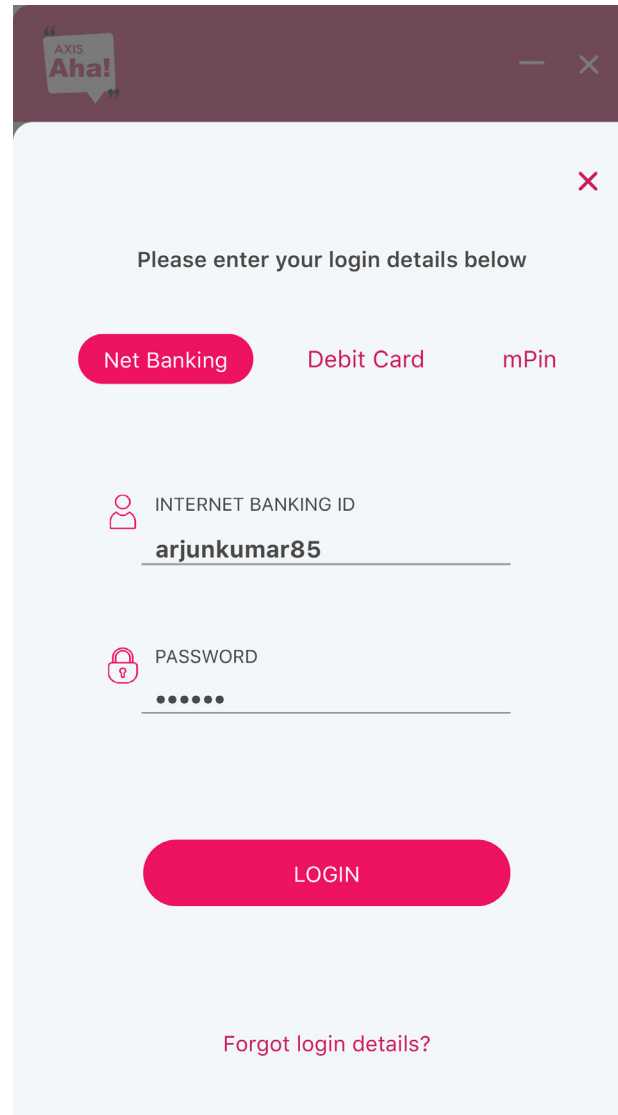 AXIS
Aha!
Please enter your login details below
Net Banking Debit Card mPin
INTERNET BANKING ID
arjunkumar85
PASSWORD
••••••
LOGIN
Forgot login details?